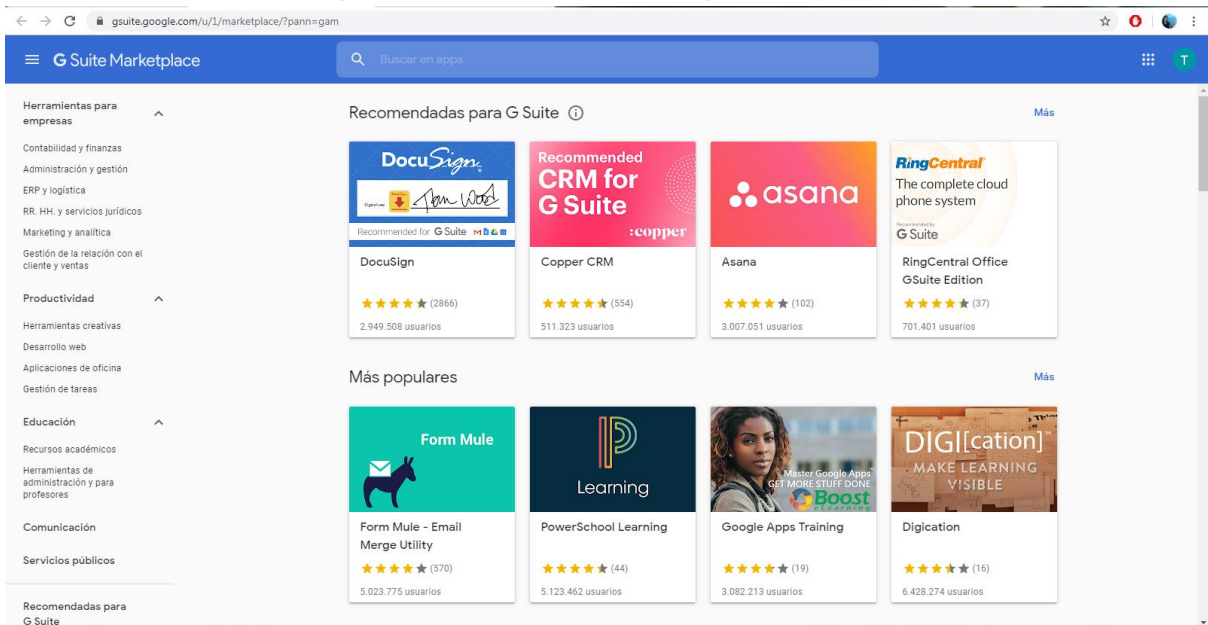 gsuite.google.com/u/1/marketplace/?pann=gam
G Suite Marketplace
Buscar en apps
T
Herramientas para
empresas
Contabilidad y finanzas
Administración y gestión
ERP y logística
RR. HH. y servicios jurídicos
Marketing y analítica
Gestión de la relación con el
cliente y ventas
Productividad
Herramientas creativas
Desarrollo web
Aplicaciones de oficina
Gestión de tareas
Educación
Recursos académicos
Herramientas de
administración y para
profesores
Comunicación
Servicios públicos
Recomendadas para
G Suite
Recomendadas para G Suite
Más
DocuSign
Recommended for G Suite
DocuSign
(2866)
2.949.508 usuarios
Recommended
CRM for
G Suite
:copper
Copper CRM
(554)
511.323 usuarios
asana
Asana
(102)
3.007.051 usuarios
RingCentral
The complete cloud
phone system
Recommended by
G Suite
RingCentral Office
GSuite Edition
(37)
701.401 usuarios
Más populares
Más
Form Mule
Form Mule - Email
Merge Utility
(570)
5.023.775 usuarios
Learning
PowerSchool Learning
(44)
5.123.462 usuarios
Master Google Apps
GET MORE STUFF DONE
Boost
eLearning
Google Apps Training
(19)
3.082.213 usuarios
DIGI[cation]
MAKE LEARNING
VISIBLE
Digication
(16)
6.428.274 usuarios